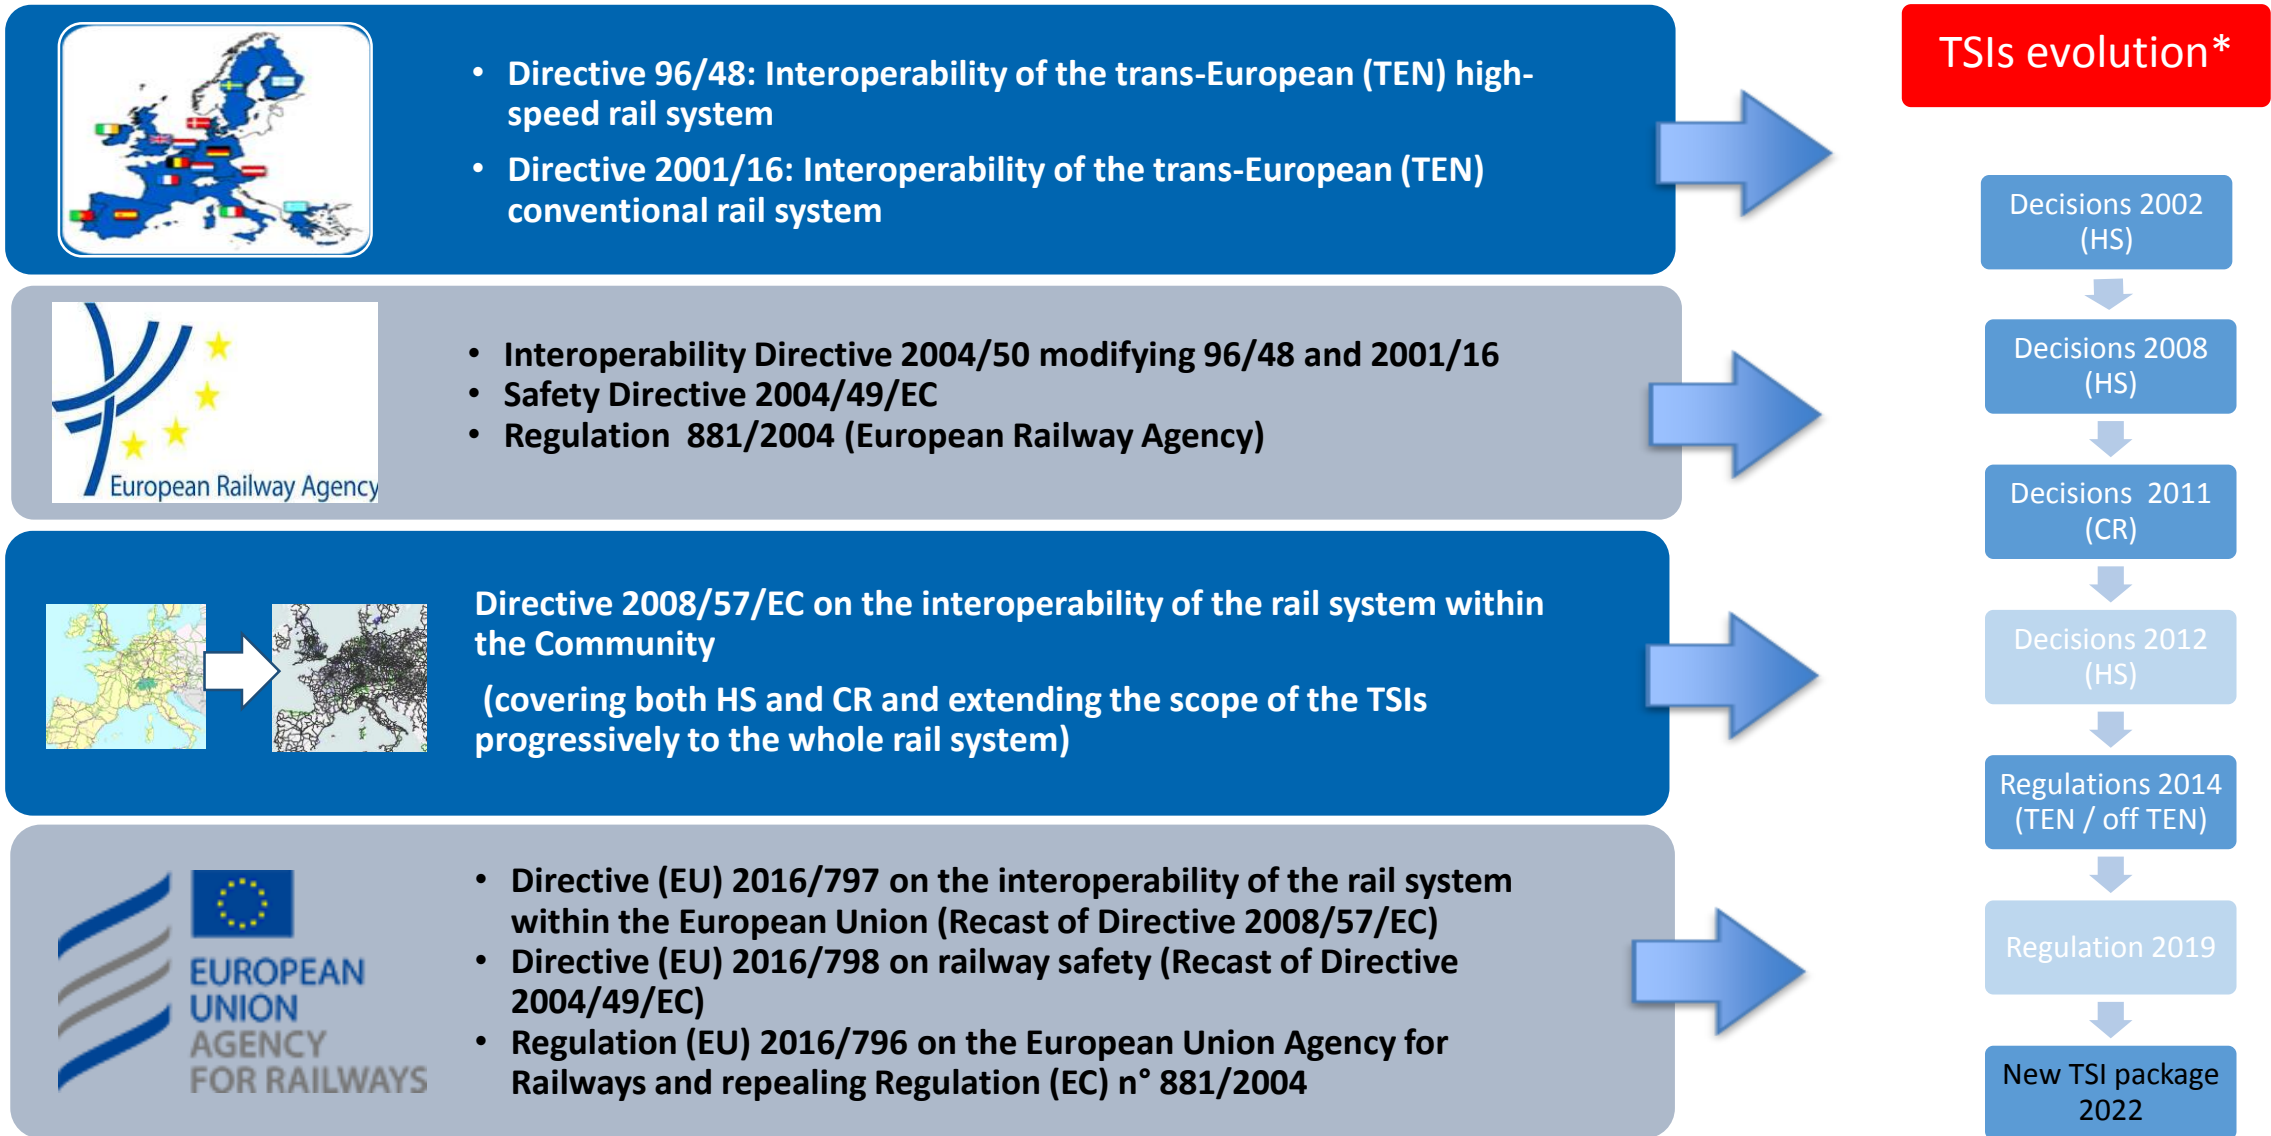 • Directive 96/48: Interoperability of the trans-European (TEN) high-
speed rail system
• Directive 2001/16: Interoperability of the trans-European (TEN)
conventional rail system
European Railway Agency
• Interoperability Directive 2004/50 modifying 96/48 and 2001/16
• Safety Directive 2004/49/EC
• Regulation 881/2004 (European Railway Agency)
Directive 2008/57/EC on the interoperability of the rail system within
the Community
(covering both HS and CR and extending the scope of the TSIs
progressively to the whole rail system)
EUROPEAN
UNION
AGENCY
FOR RAILWAYS
• Directive (EU) 2016/797 on the interoperability of the rail system
within the European Union (Recast of Directive 2008/57/EC)
• Directive (EU) 2016/798 on railway safety (Recast of Directive
2004/49/EC)
• Regulation (EU) 2016/796 on the European Union Agency for
Railways and repealing Regulation (EC) n° 881/2004
TSIs evolution*
Decisions 2002
(HS)
Decisions 2008
(HS)
Decisions 2011
(CR)
Decisions 2012
(HS)
Regulations 2014
(TEN / off TEN)
Regulation 2019
New TSI package
2022